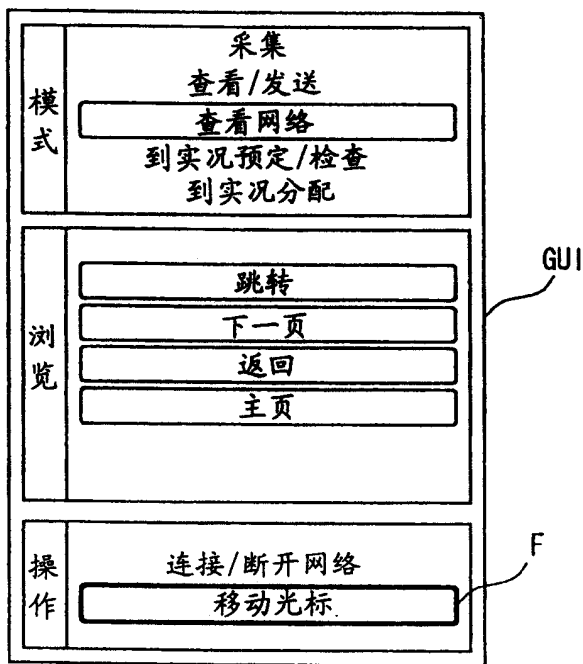 模式
采集
查看/发送
查看网络
到实况预定/检查
到实况分配
浏览
跳转
下一页
返回
主页
GUI
操作
连接/断开网络
移动光标
F